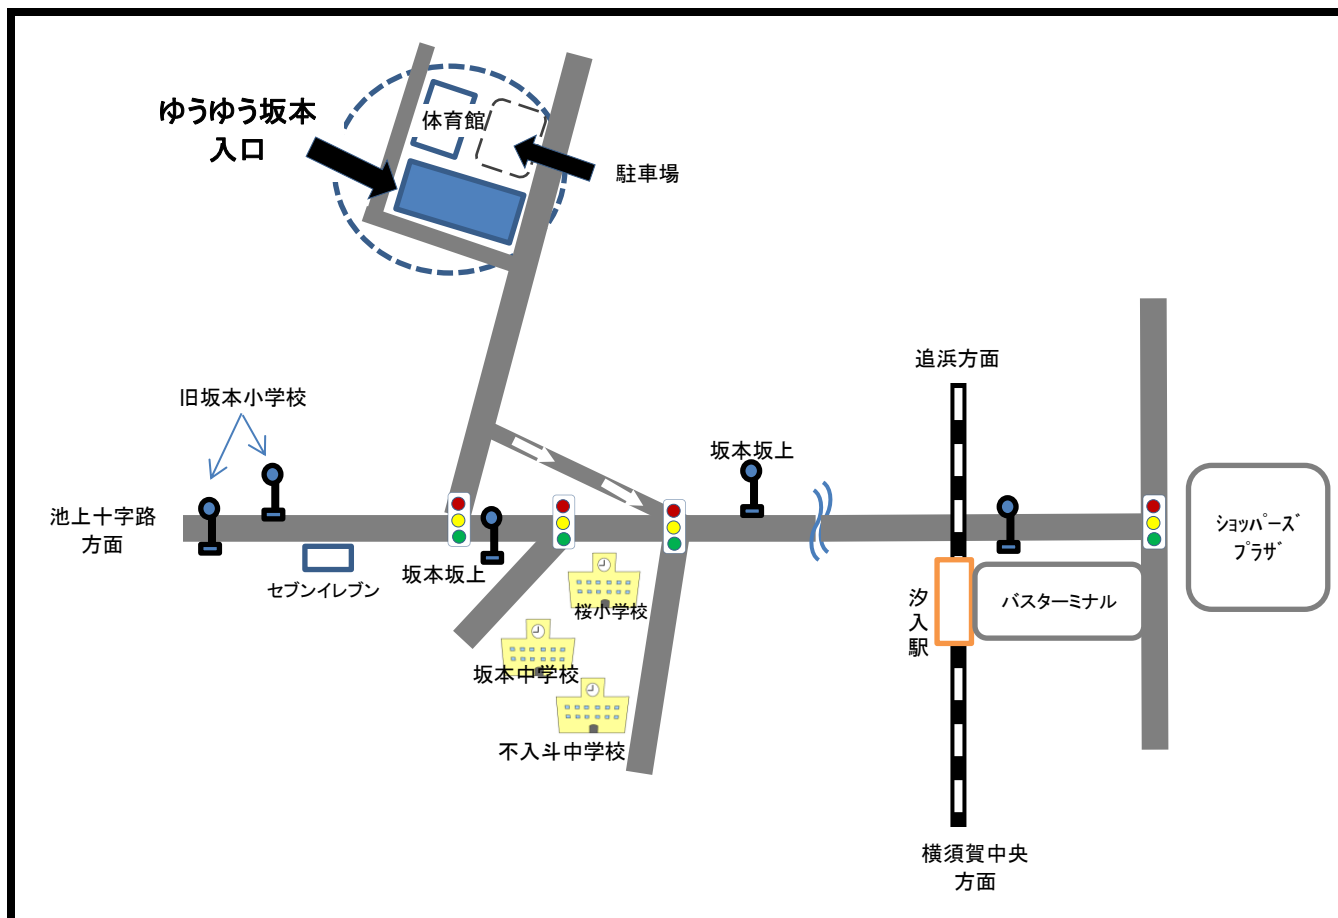 ゆうゆう坂本
入口
体育館
駐車場
追浜方面
旧坂本小学校
坂本坂上
池上十字路
方面
ｼｮｯﾊﾟｰｽﾞ
ﾌﾟﾗｻﾞ
セブンイレブン
坂本坂上
桜小学校
汐入駅
バスターミナル
坂本中学校
不入斗中学校
横須賀中央
方面